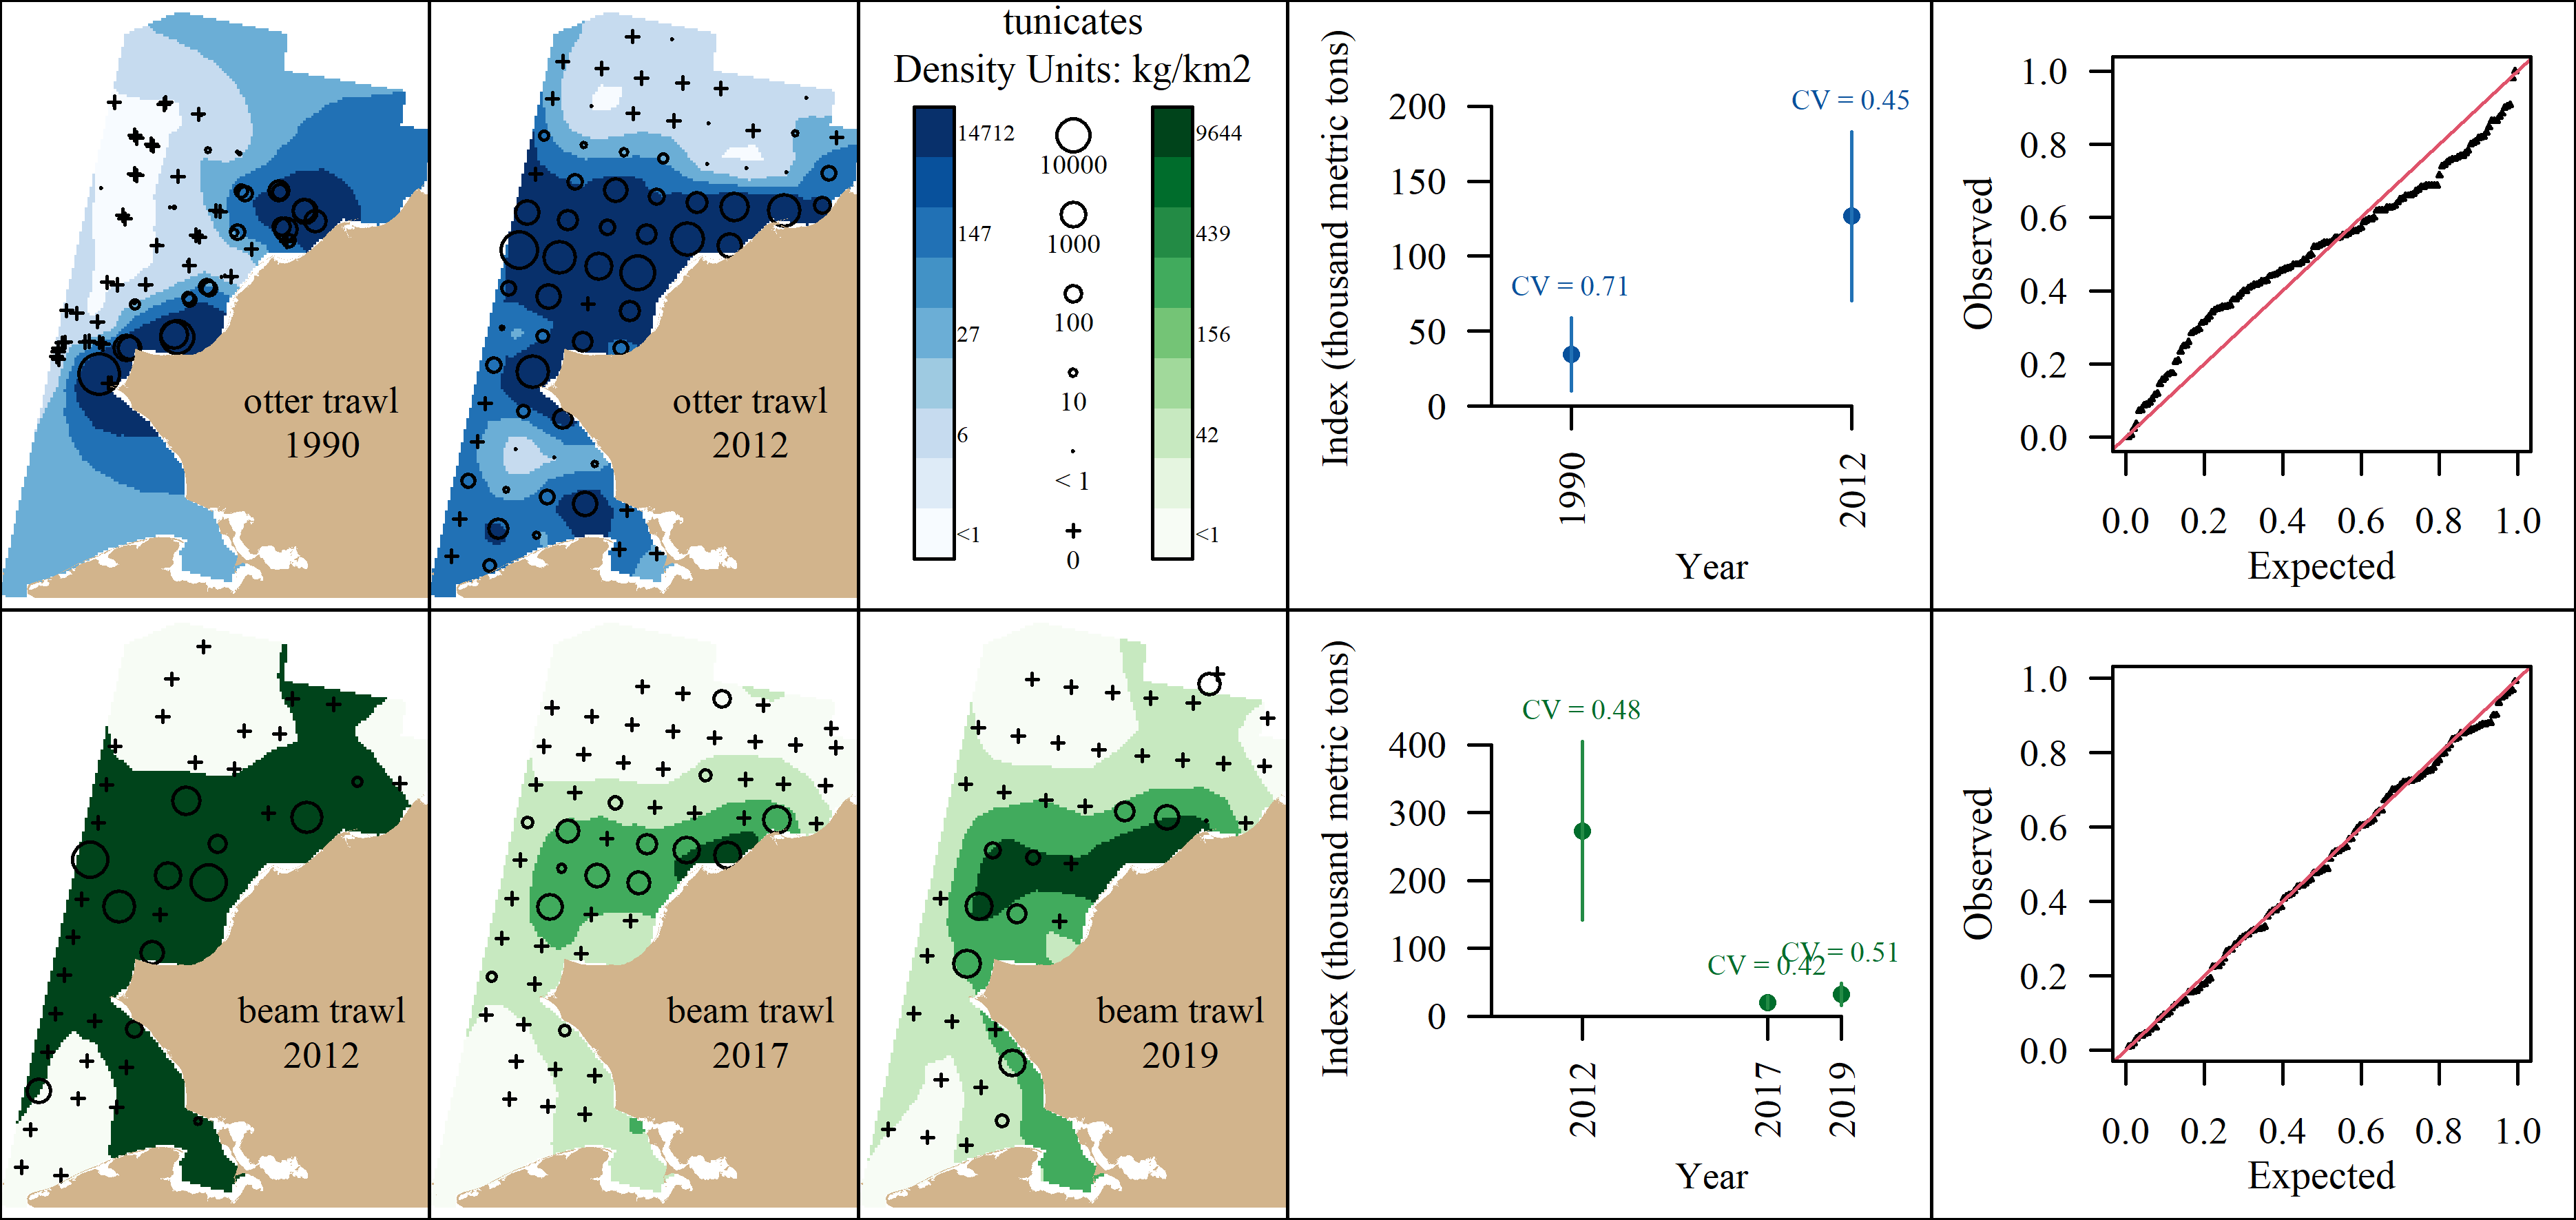 otter trawl
1990
otter trawl
2012
tunicates
Density Units: kg/km2
14712
147
27
6
<1
10000
1000
100
10
< 1
0
9644
439
156
42
<1
Index (thousand metric tons)
200
150
100
50
0
CV = 0.71
CV = 0.45
1990
2012
Year
Observed
1.0
0.8
0.6
0.4
0.2
0.0
0.0 0.2 0.4 0.6 0.8 1.0
Expected
beam trawl
2012
beam trawl
2017
beam trawl
2019
Index (thousand metric tons)
400
300
200
100
0
CV = 0.48
CV = 0.42
CV = 0.51
2012
2017
2019
Year
Observed
1.0
0.8
0.6
0.4
0.2
0.0
0.0 0.2 0.4 0.6 0.8 1.0
Expected